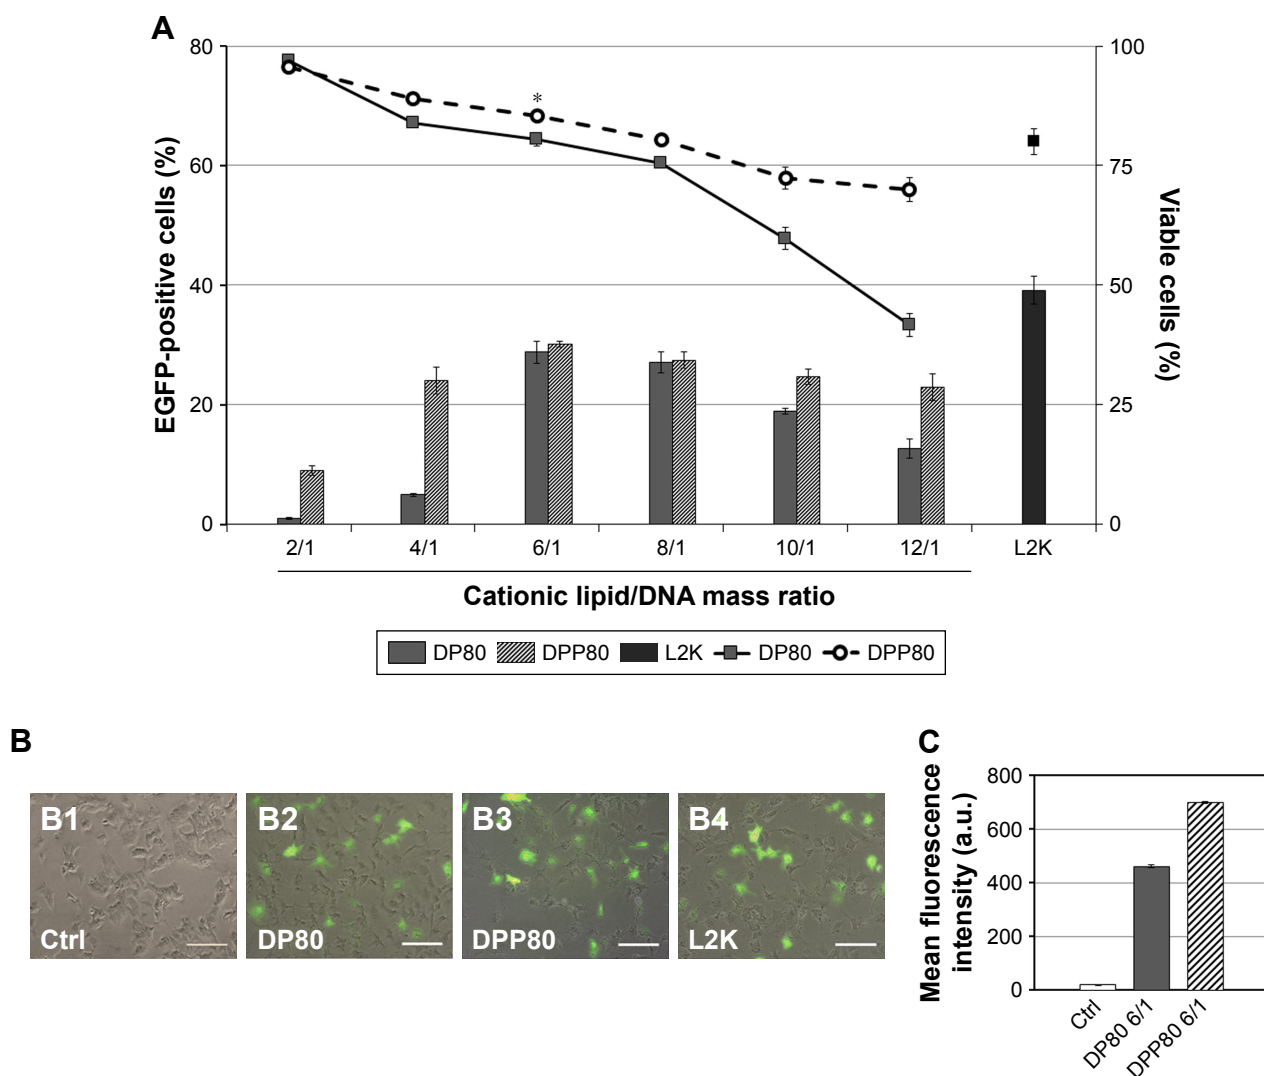 A
EGFP-positive cells (%)
80
60
40
20
0
100
75
50
25
0
Viable cells (%)
*
2/1 4/1 6/1 8/1 10/1 12/1 L2K
Cationic lipid/DNA mass ratio
DP80 DPP80 L2K DP80 DPP80
B
B1
Ctrl
B2
DP80
B3
DPP80
B4
L2K
C
Mean fluorescence
intensity (a.u.)
800
600
400
200
0
Ctrl
DP80 6/1
DPP80 6/1